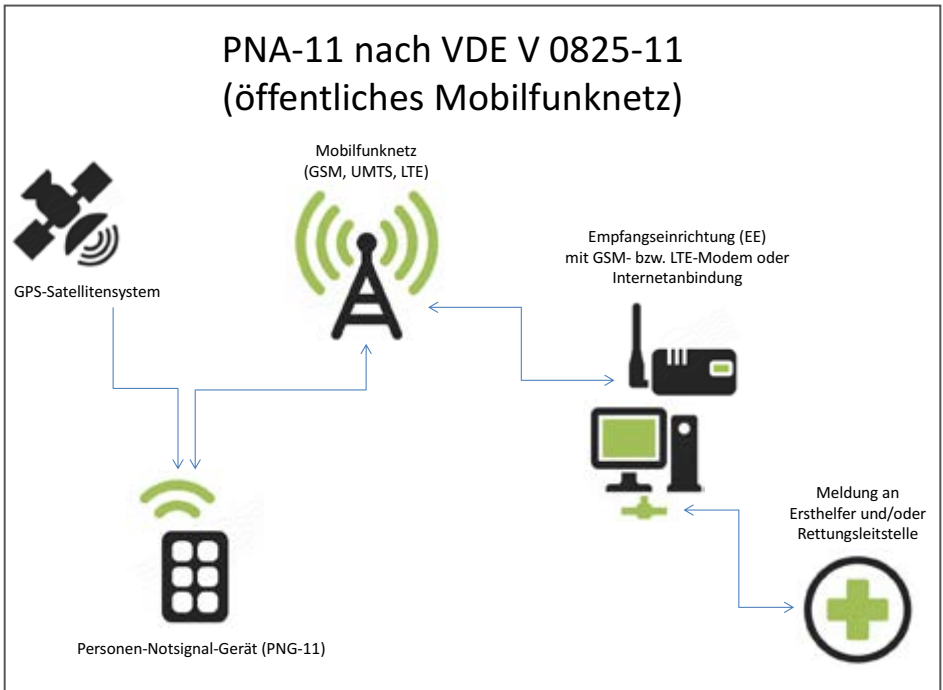 PNA-11 nach VDE V 0825-11
(öffentliches Mobilfunknetz)
Mobilfunknetz
(GSM, UMTS, LTE)
GPS-Satellitensystem
Empfangseinrichtung (EE)
mit GSM- bzw. LTE-Modem oder
Internetanbindung
Meldung an
Ersthelfer und/oder
Rettungsleitstelle
Personen-Notsignal-Gerät (PNG-11)